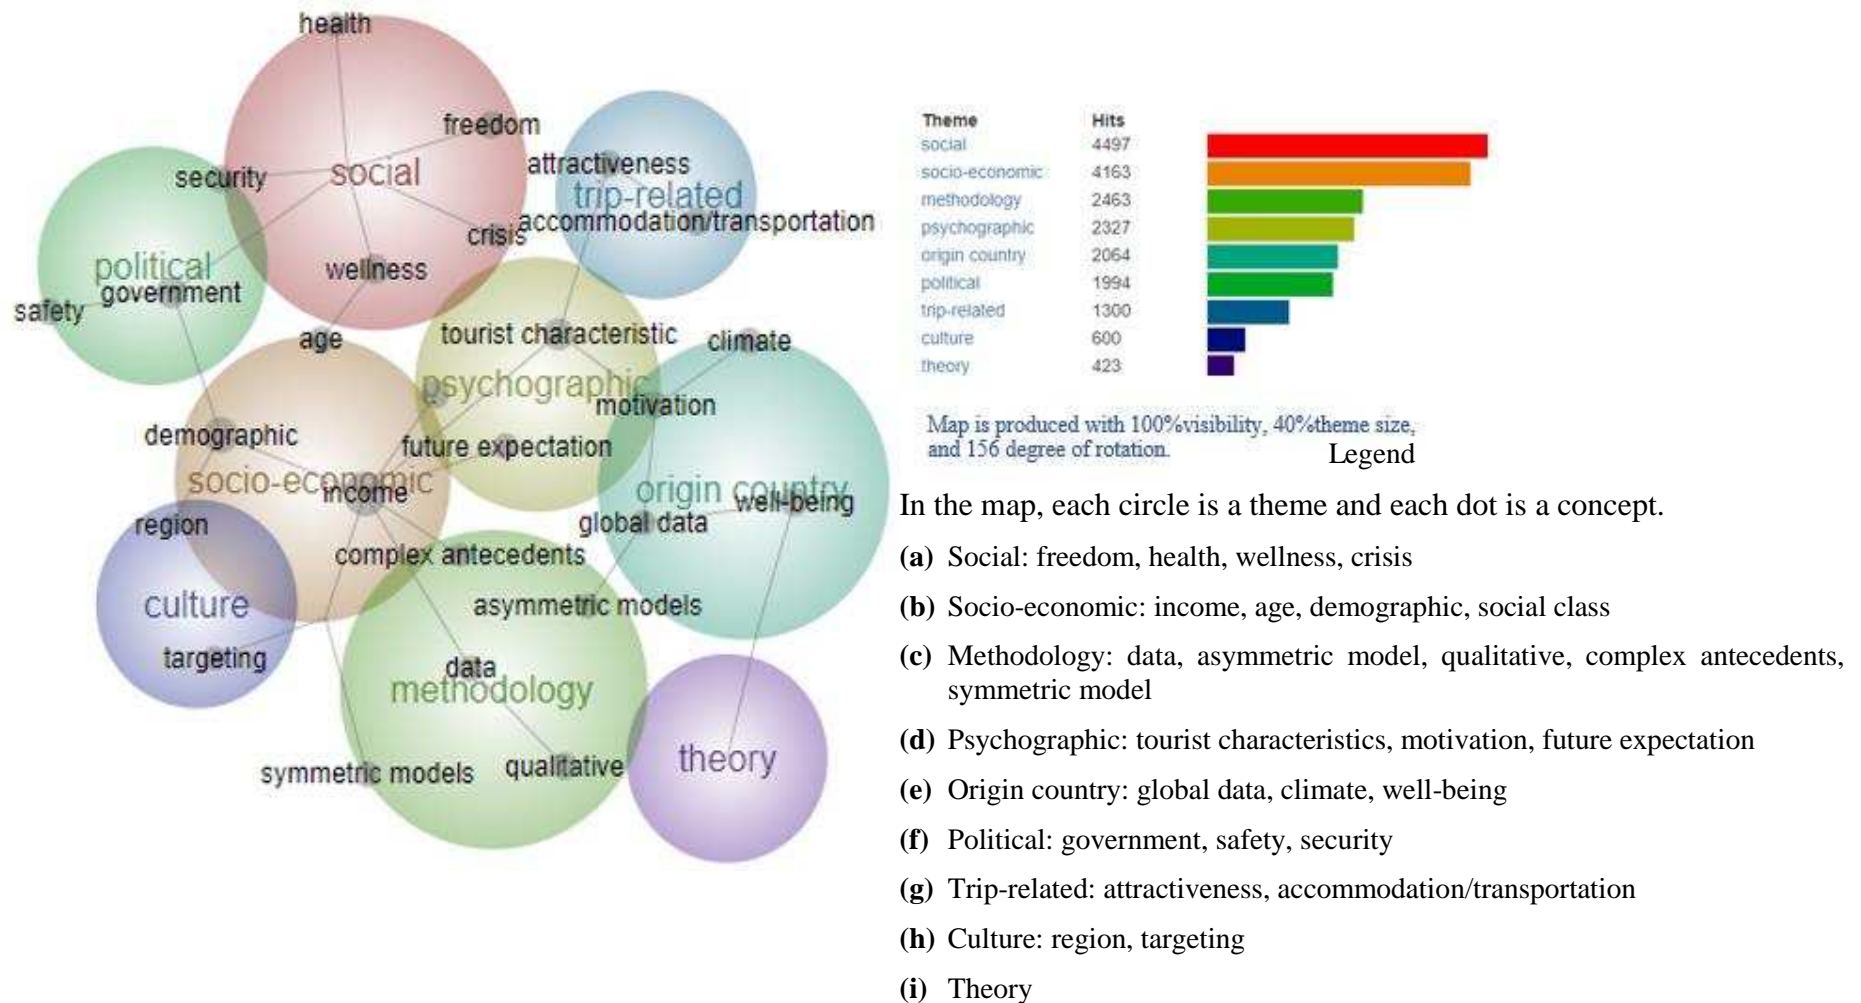 health
freedom
security
social
attractiveness
trip-related
accommodation/transportation
crisis
wellness
political
government
safety
age
tourist characteristic
climate
psychographic
motivation
demographic
future expectation
socio-economic
income
origin country
well-being
region
global data
complex antecedents
culture
asymmetric models
targeting
data
methodology
symmetric models
qualitative
theory
Theme Hits
social 4497
socio-economic 4163
methodology 2463
psychographic 2327
origin country 2064
political 1994
trip-related 1300
culture 600
theory 423
Map is produced with 100%visibility, 40%theme size,
and 156 degree of rotation.
Legend
In the map, each circle is a theme and each dot is a concept.
(a) Social: freedom, health, wellness, crisis
(b) Socio-economic: income, age, demographic, social class
(c) Methodology: data, asymmetric model, qualitative, complex antecedents,
symmetric model
(d) Psychographic: tourist characteristics, motivation, future expectation
(e) Origin country: global data, climate, well-being
(f) Political: government, safety, security
(g) Trip-related: attractiveness, accommodation/transportation
(h) Culture: region, targeting
(i) Theory